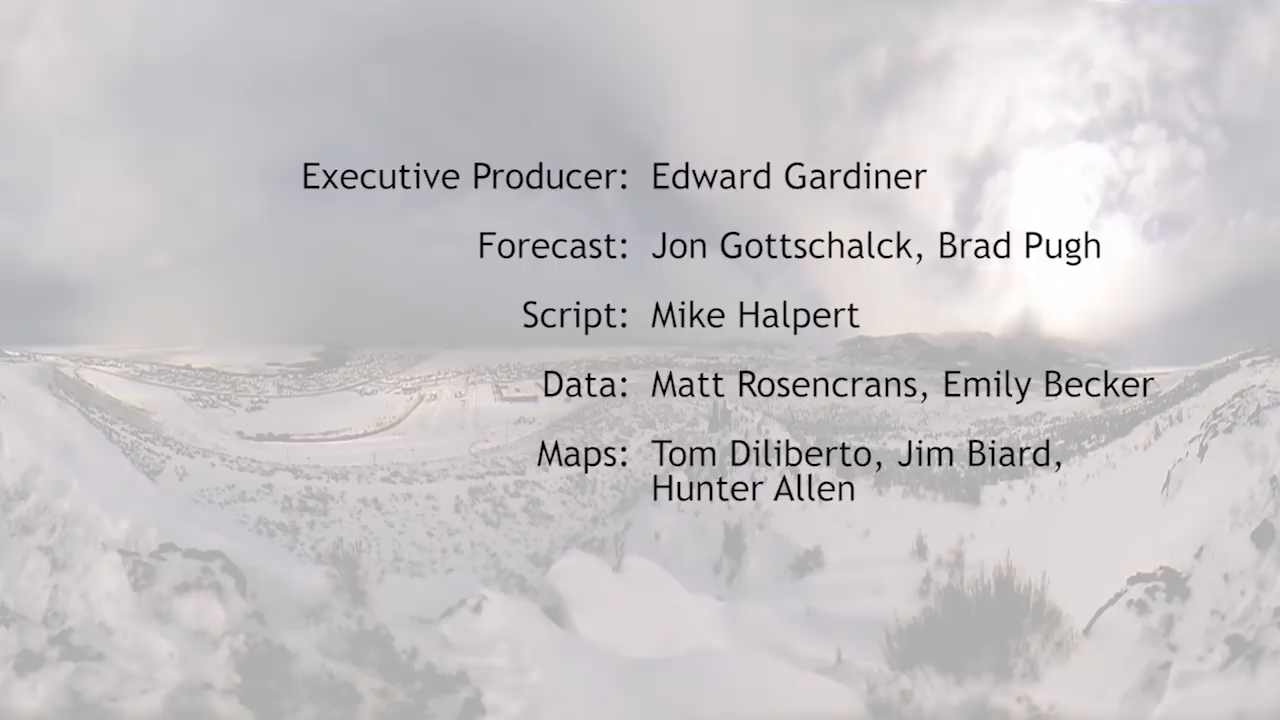 Executive Producer: Edward Gardiner
Forecast: Jon Gottschalck, Brad Pugh
Script: Mike Halpert
Data: Matt Rosencrans, Emily Becker
Maps: Tom Diliberto, Jim Biard,
Hunter Allen